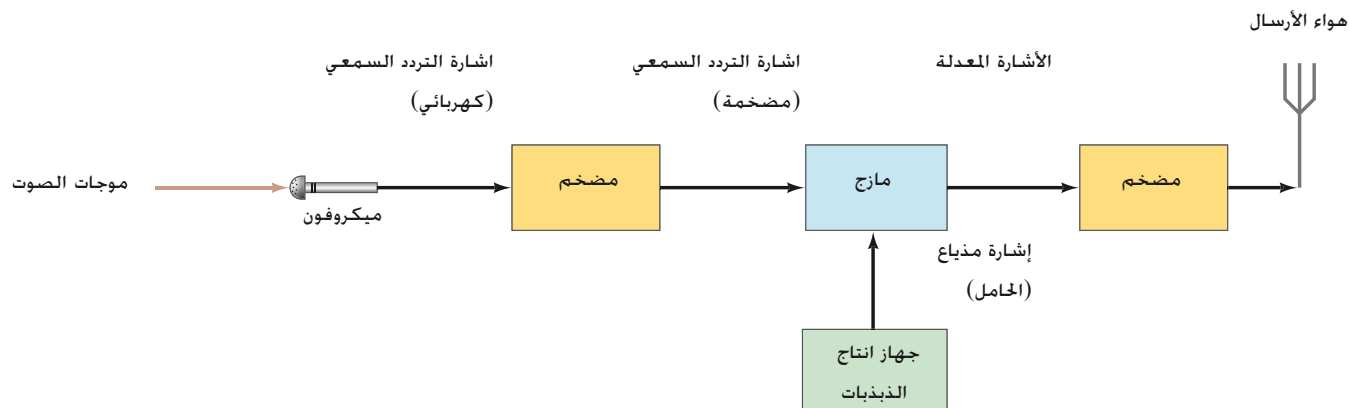 هواء الأرسال
اشارة التردد السمعي
(كهربائي)
اشارة التردد السمعي
(مضخمة)
الأشارة المعدلة
موجات الصوت
ميكروفون
مضخم
مازج
مضخم
إشارة مذياع
(الحامل)
جهاز انتاج
الذبذبات